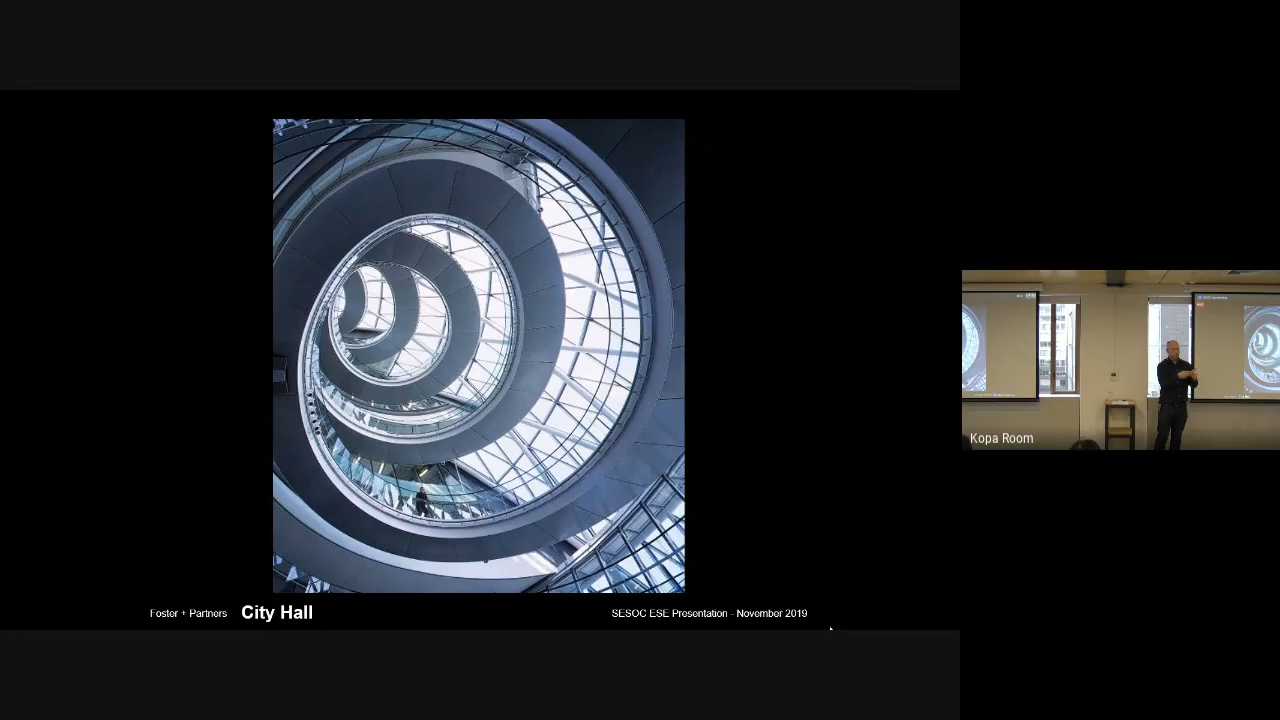 Foster + Partners City Hall
SESOC ESE Presentation - November 2019
Kopa Room